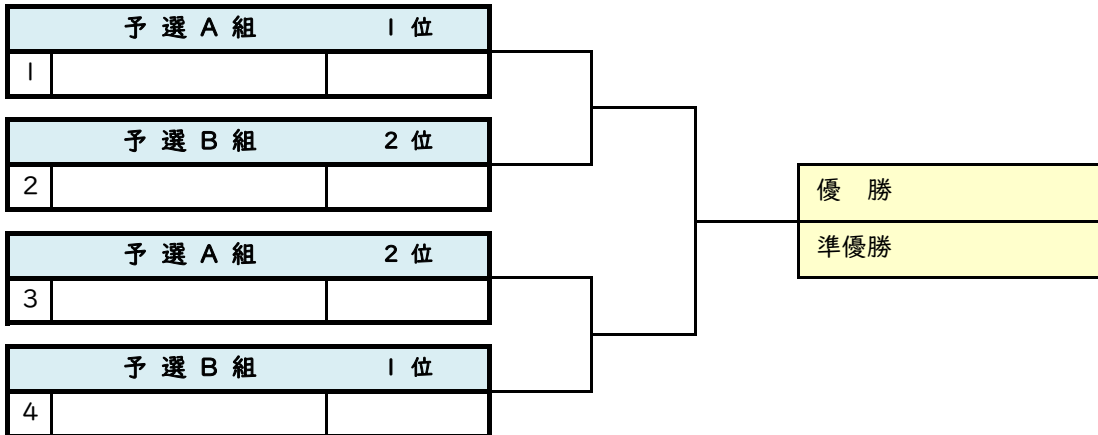 予 選 A 組 1 位
1
予 選 B 組 2 位
2
予 選 A 組 2 位
3
予 選 B 組 1 位
4
優 勝
準優勝